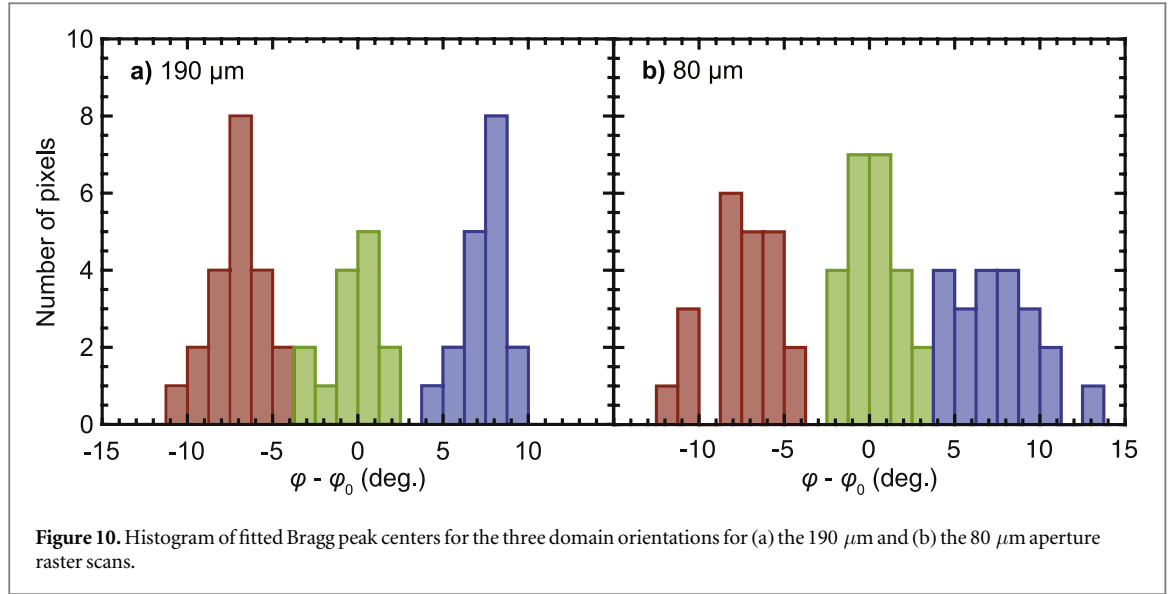 10
8
6
4
2
0
Number of pixels
a) 190 μm
b) 80 μm
-15 -10 -5 0 5 10
-10 -5 0 5 10 15
φ - φ0 (deg.)
φ - φ0 (deg.)
Figure 10. Histogram of fitted Bragg peak centers for the three domain orientations for (a) the 190 μm and (b) the 80 μm aperture
raster scans.